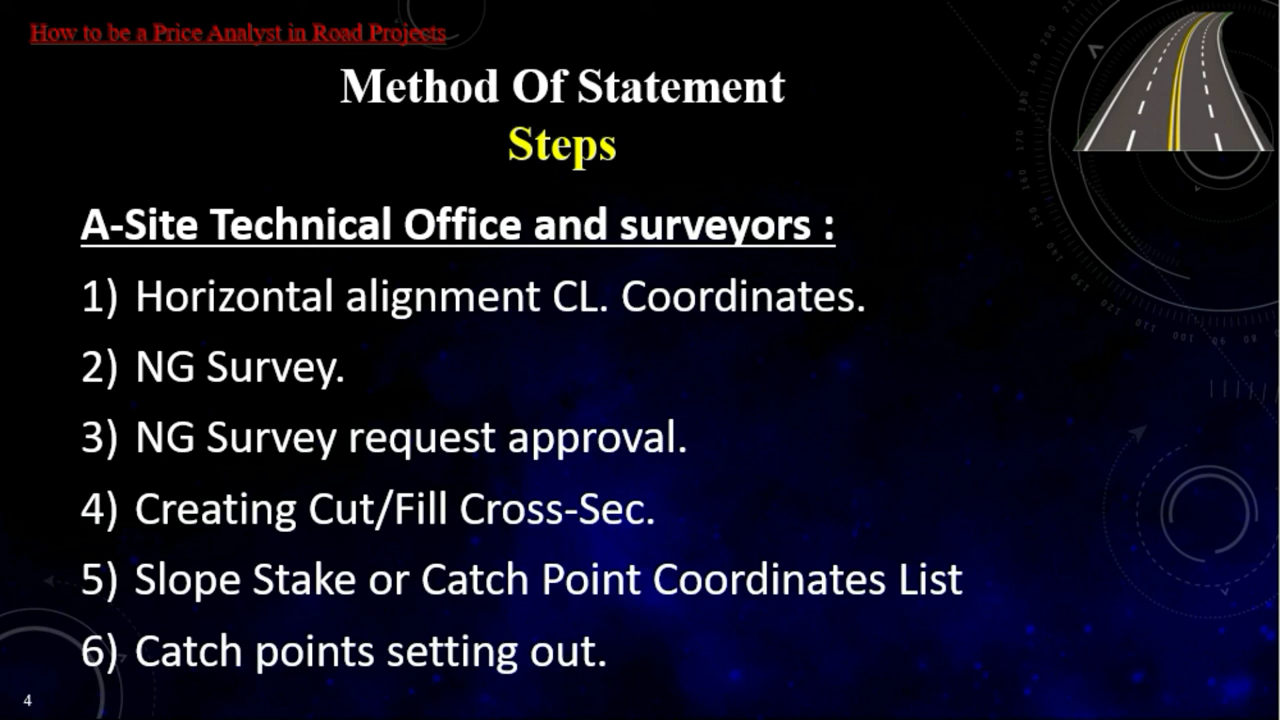 How to be a Price Analyst in Road Projects
Method Of Statement
Steps
A-Site Technical Office and surveyors :
1) Horizontal alignment CL. Coordinates.
2) NG Survey.
3) NG Survey request approval.
4) Creating Cut/Fill Cross-Sec.
5) Slope Stake or Catch Point Coordinates List
6) Catch points setting out.
4